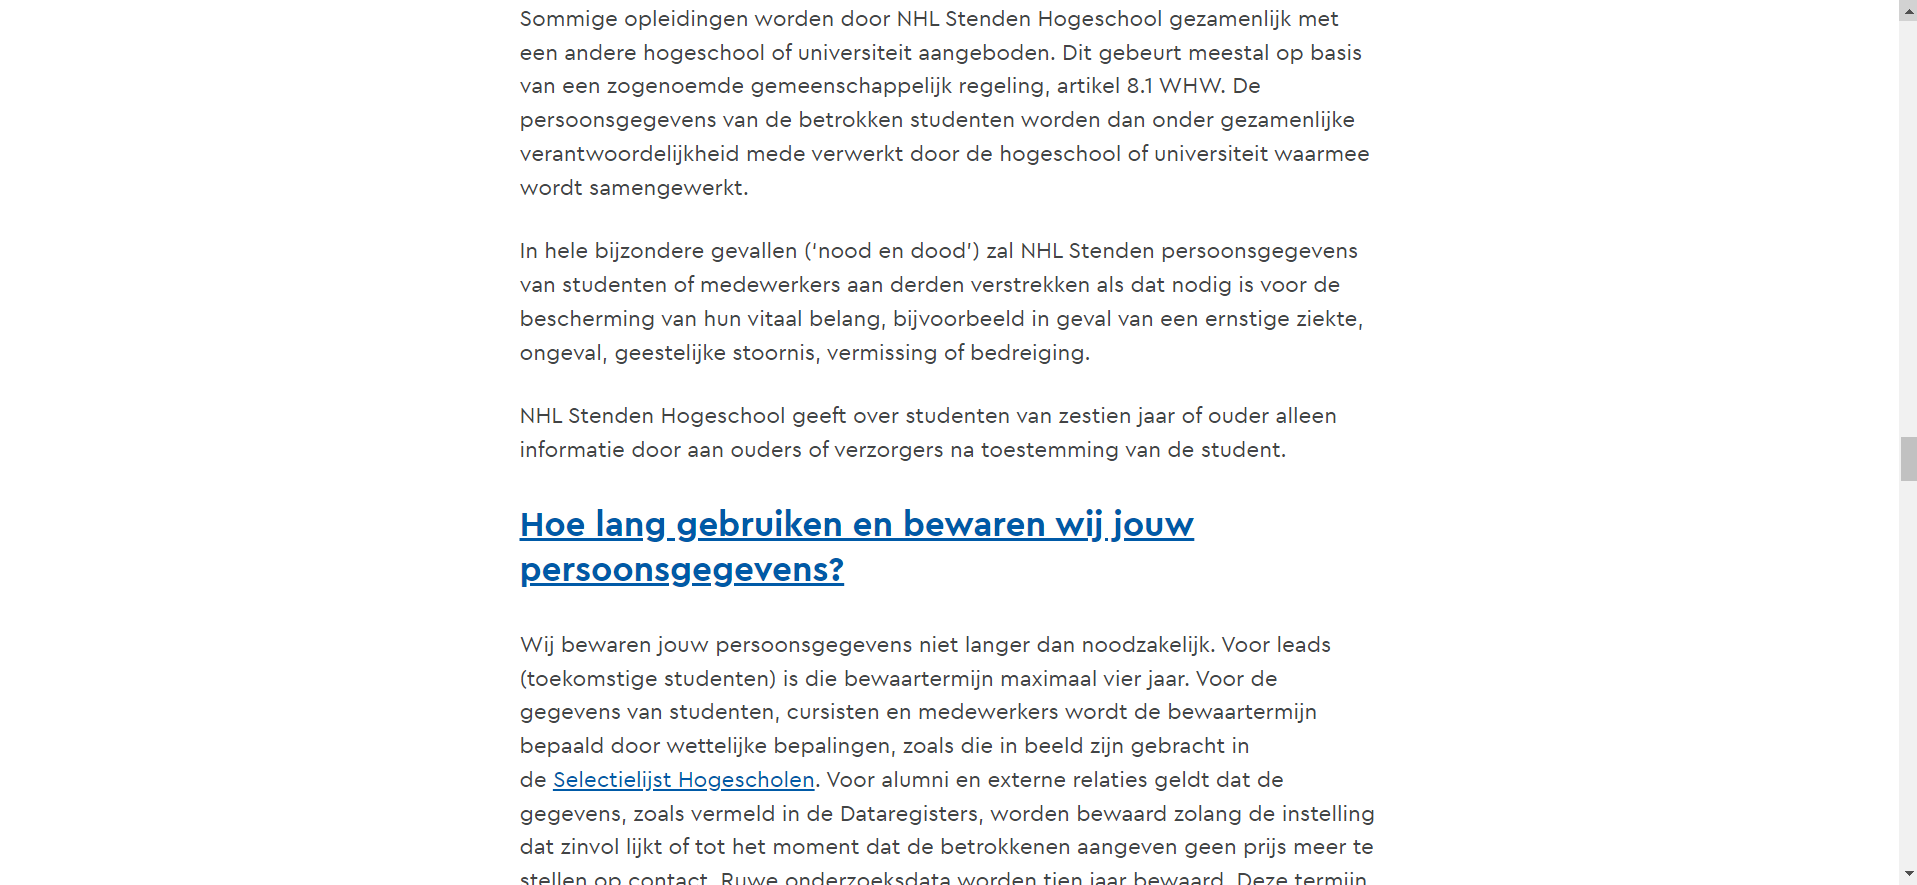 Sommige opleidingen worden door NHL Stenden Hogeschool gezamenlijk met
een andere hogeschool of universiteit aangeboden. Dit gebeurt meestal op basis
van een zogenoemde gemeenschappelijk regeling, artikel 8.1 WHW. De
persoonsgegevens van de betrokken studenten worden dan onder gezamenlijke
verantwoordelijkheid mede verwerkt door de hogeschool of universiteit waarmee
wordt samengewerkt.
In hele bijzondere gevallen (‘nood en dood’) zal NHL Stenden persoonsgegevens
van studenten of medewerkers aan derden verstrekken als dat nodig is voor de
bescherming van hun vitaal belang, bijvoorbeeld in geval van een ernstige ziekte,
ongeval, geestelijke stoornis, vermissing of bedreiging.
NHL Stenden Hogeschool geeft over studenten van zestien jaar of ouder alleen
informatie door aan ouders of verzorgers na toestemming van de student.
Hoe lang gebruiken en bewaren wij jouw
persoonsgegevens?
Wij bewaren jouw persoonsgegevens niet langer dan noodzakelijk. Voor leads
(toekomstige studenten) is die bewaartermijn maximaal vier jaar. Voor de
gegevens van studenten, cursisten en medewerkers wordt de bewaartermijn
bepaald door wettelijke bepalingen, zoals die in beeld zijn gebracht in
de Selectielijst Hogescholen. Voor alumni en externe relaties geldt dat de
gegevens, zoals vermeld in de Dataregisters, worden bewaard zolang de instelling
dat zinvol lijkt of tot het moment dat de betrokkenen aangeven geen prijs meer te
stellen op contact. Ruwe onderzoeksdata worden tien jaar bewaard. Deze termijn